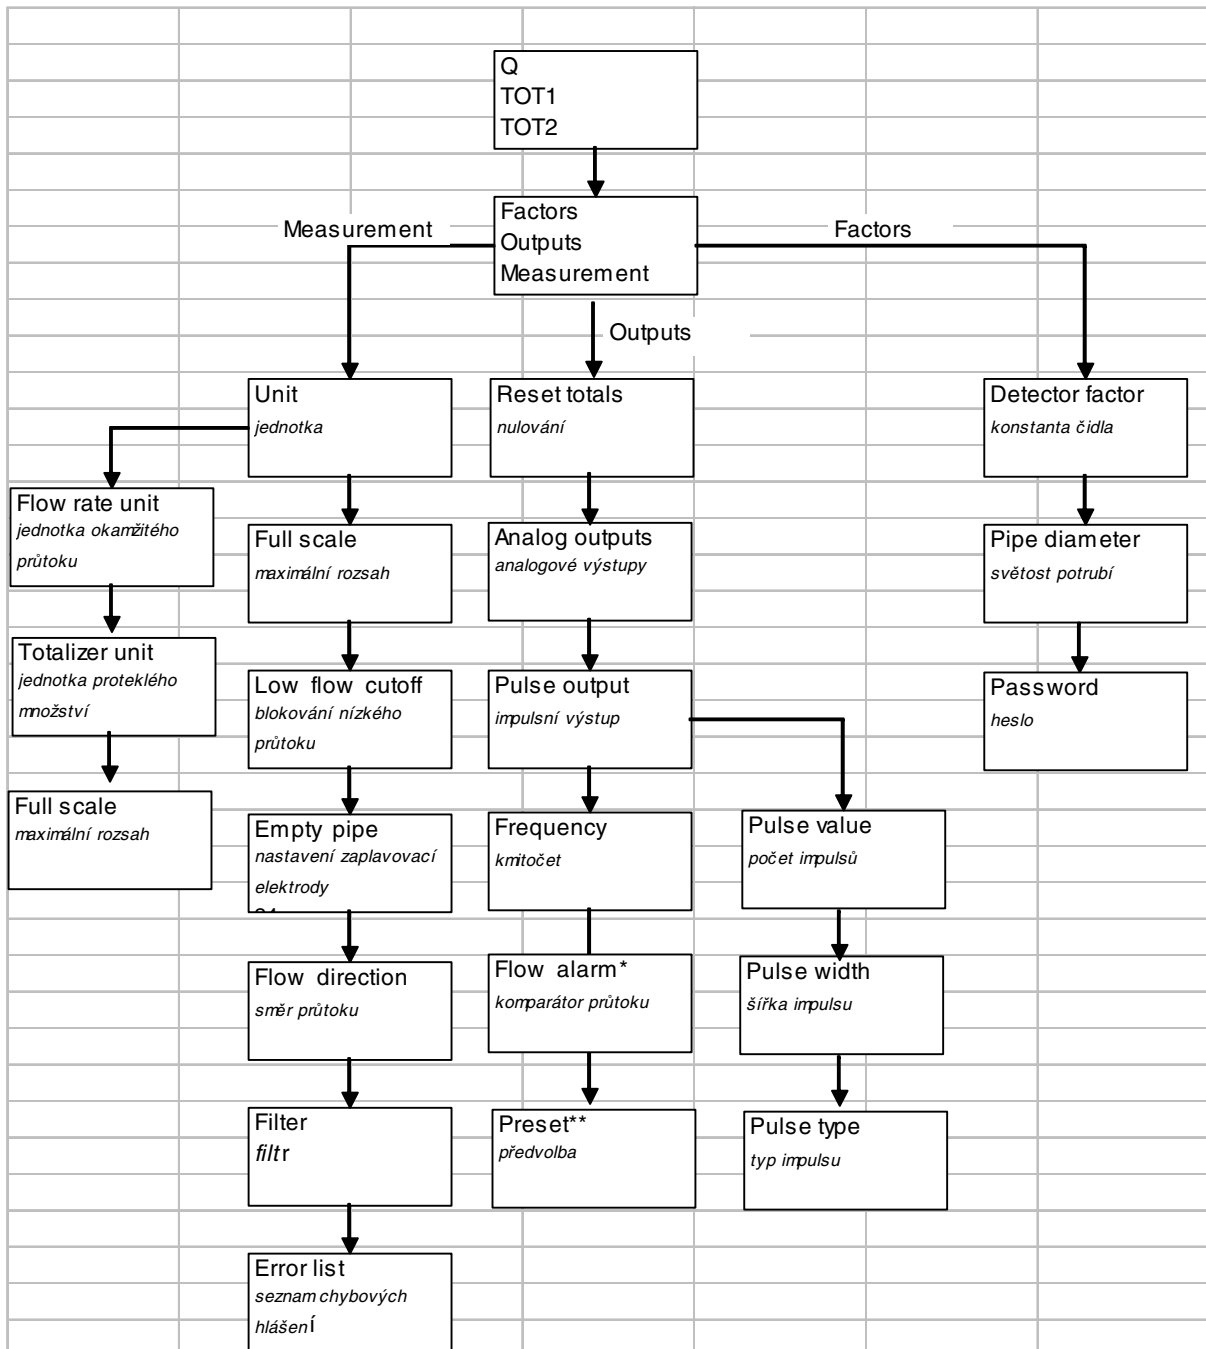 Q
TOT1
TOT2
Factors
Outputs
Measurement
Measurement
Factors
Outputs
Unit
jednotka
Reset totals
nulování
Detector factor
konstanta čidla
Flow rate unit
jednotka okamžitého
průtoku
Full scale
maximální rozsah
Analog outputs
analogové výstupy
Pipe diameter
světost potrubí
Totalizer unit
jednotka proteklého
množství
Low flow cutoff
blokování nízkého
průtoku
Pulse output
impulsní výstup
Password
heslo
Full scale
maximální rozsah
Empty pipe
nastavení zaplavovací
elektrody
Frequency
kmitočet
Pulse value
počet impulsů
Flow direction
směr průtoku
Flow alarm*
komparátor průtoku
Pulse width
šířka impulsu
Filter
filtr
Preset**
předvolba
Pulse type
typ impulsu
Error list
seznam chybových
hlášení